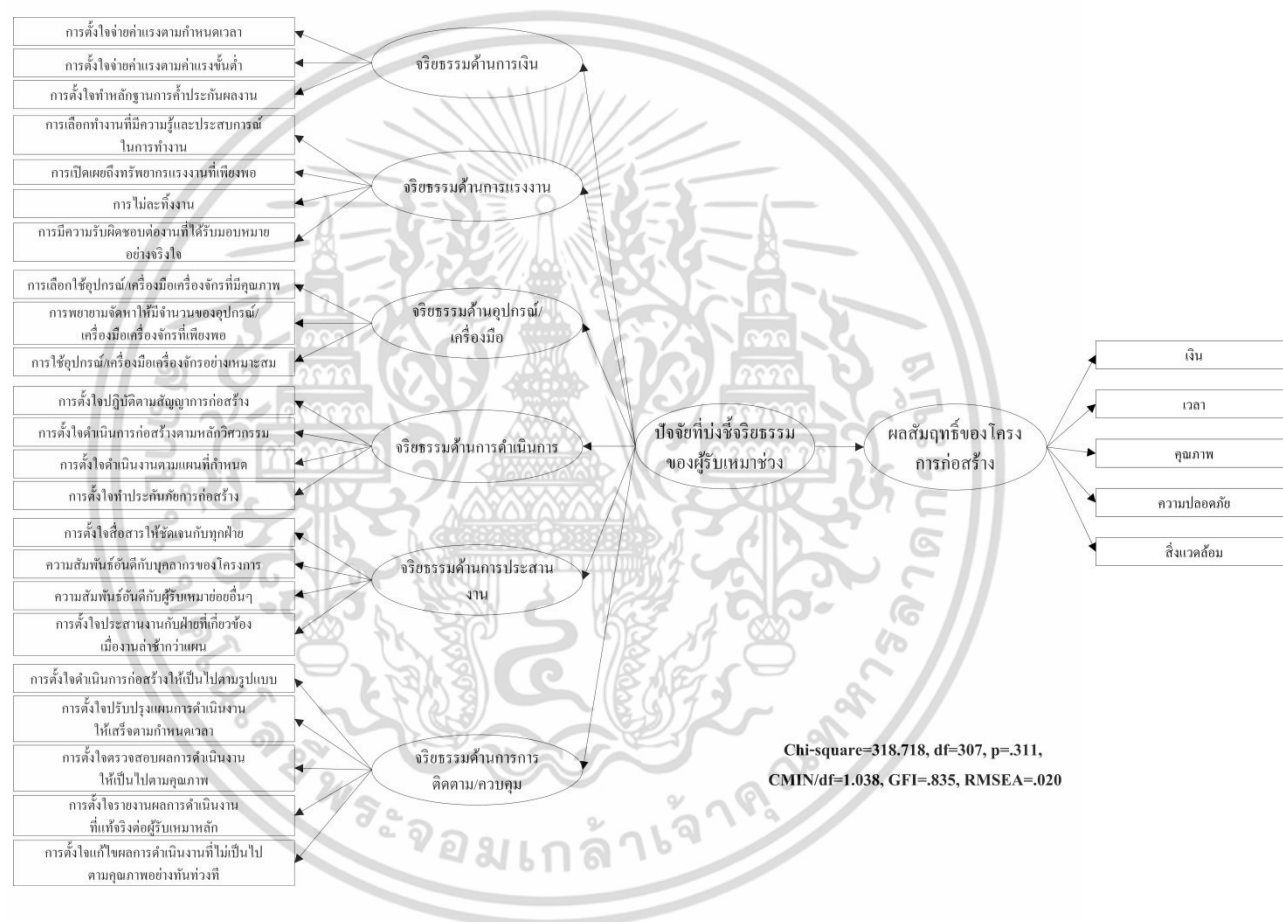 การตั้งใจจ่ายค่าแรงตามกำหนดเวลา
การตั้งใจจ่ายค่าแรงตามค่าแรงขั้นต่ำ
การตั้งใจทำหลักฐานการค้ำประกันผลงาน
จริยธรรมด้านการเงิน
การเลือกทำงานที่มีความรู้และประสบการณ์
ในการทำงาน
การเปิดเผยถึงทรัพยากรแรงงานที่เพียงพอ
การไม่ละทิ้งงาน
การมีความรับผิดชอบต่องานที่ได้รับมอบหมาย
อย่างจริงใจ
จริยธรรมด้านการแรงงาน
การเลือกใช้อุปกรณ์/เครื่องมือเครื่องจักรที่มีคุณภาพ
การพยายามจัดหาให้มีจำนวนของอุปกรณ์/
เครื่องมือเครื่องจักรที่เพียงพอ
การใช้อุปกรณ์/เครื่องมือเครื่องจักรอย่างเหมาะสม
จริยธรรมด้านอุปกรณ์/
เครื่องมือ
การตั้งใจปฏิบัติตามสัญญาการก่อสร้าง
การตั้งใจดำเนินการก่อสร้างตามหลักวิศวกรรม
การตั้งใจดำเนินงานตามแผนที่กำหนด
การตั้งใจทำประกันภัยการก่อสร้าง
จริยธรรมด้านการดำเนินการ
การตั้งใจสื่อสารให้ชัดเจนกับทุกฝ่าย
ความสัมพันธ์อันดีกับบุคลากรของโครงการ
ความสัมพันธ์อันดีกับผู้รับเหมาย่อยอื่นๆ
การตั้งใจประสานงานกับฝ่ายที่เกี่ยวข้อง
เมื่องานล่าช้ากว่าแผน
จริยธรรมด้านการประสาน
งาน
การตั้งใจดำเนินการก่อสร้างให้เป็นไปตามรูปแบบ
การตั้งใจปรับปรุงแผนการดำเนินงาน
ให้เสร็จตามกำหนดเวลา
การตั้งใจตรวจสอบผลการดำเนินงาน
ให้เป็นไปตามคุณภาพ
การตั้งใจรายงานผลการดำเนินงาน
ที่แท้จริงต่อผู้รับเหมาหลัก
การตั้งใจแก้ไขผลการดำเนินงานที่ไม่เป็นไป
ตามคุณภาพอย่างทันท่วงที
จริยธรรมด้านการการ
ติดตาม/ควบคุม
ปัจจัยที่บ่งชี้จริยธรรม
ของผู้รับเหมาช่วง
ผลสัมฤทธิ์ของโครง
การก่อสร้าง
เงิน
เวลา
คุณภาพ
ความปลอดภัย
สิ่งแวดล้อม
Chi-square=318.718, df=307, p=.311,
CMIN/df=1.038, GFI=.835, RMSEA=.020
พระจอมเกล้าเจ้าคุณทหารลาดกระบัง